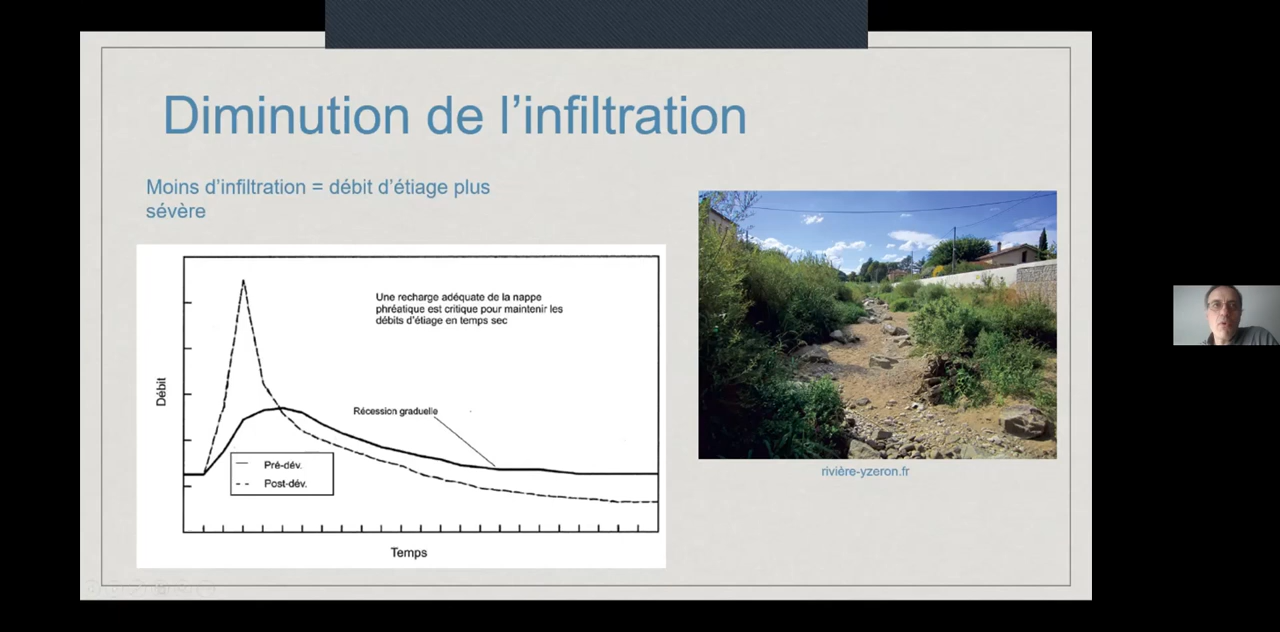 Diminution de l’infiltration
Moins d’infiltration = débit d’étiage plus
sévère
Une recharge adéquate de la nappe
phréatique est critique pour maintenir les
débits d’étiage en temps sec
Débit
Récession graduelle
Pré-dév.
Post-dév.
Temps
rivière-yzeron.fr